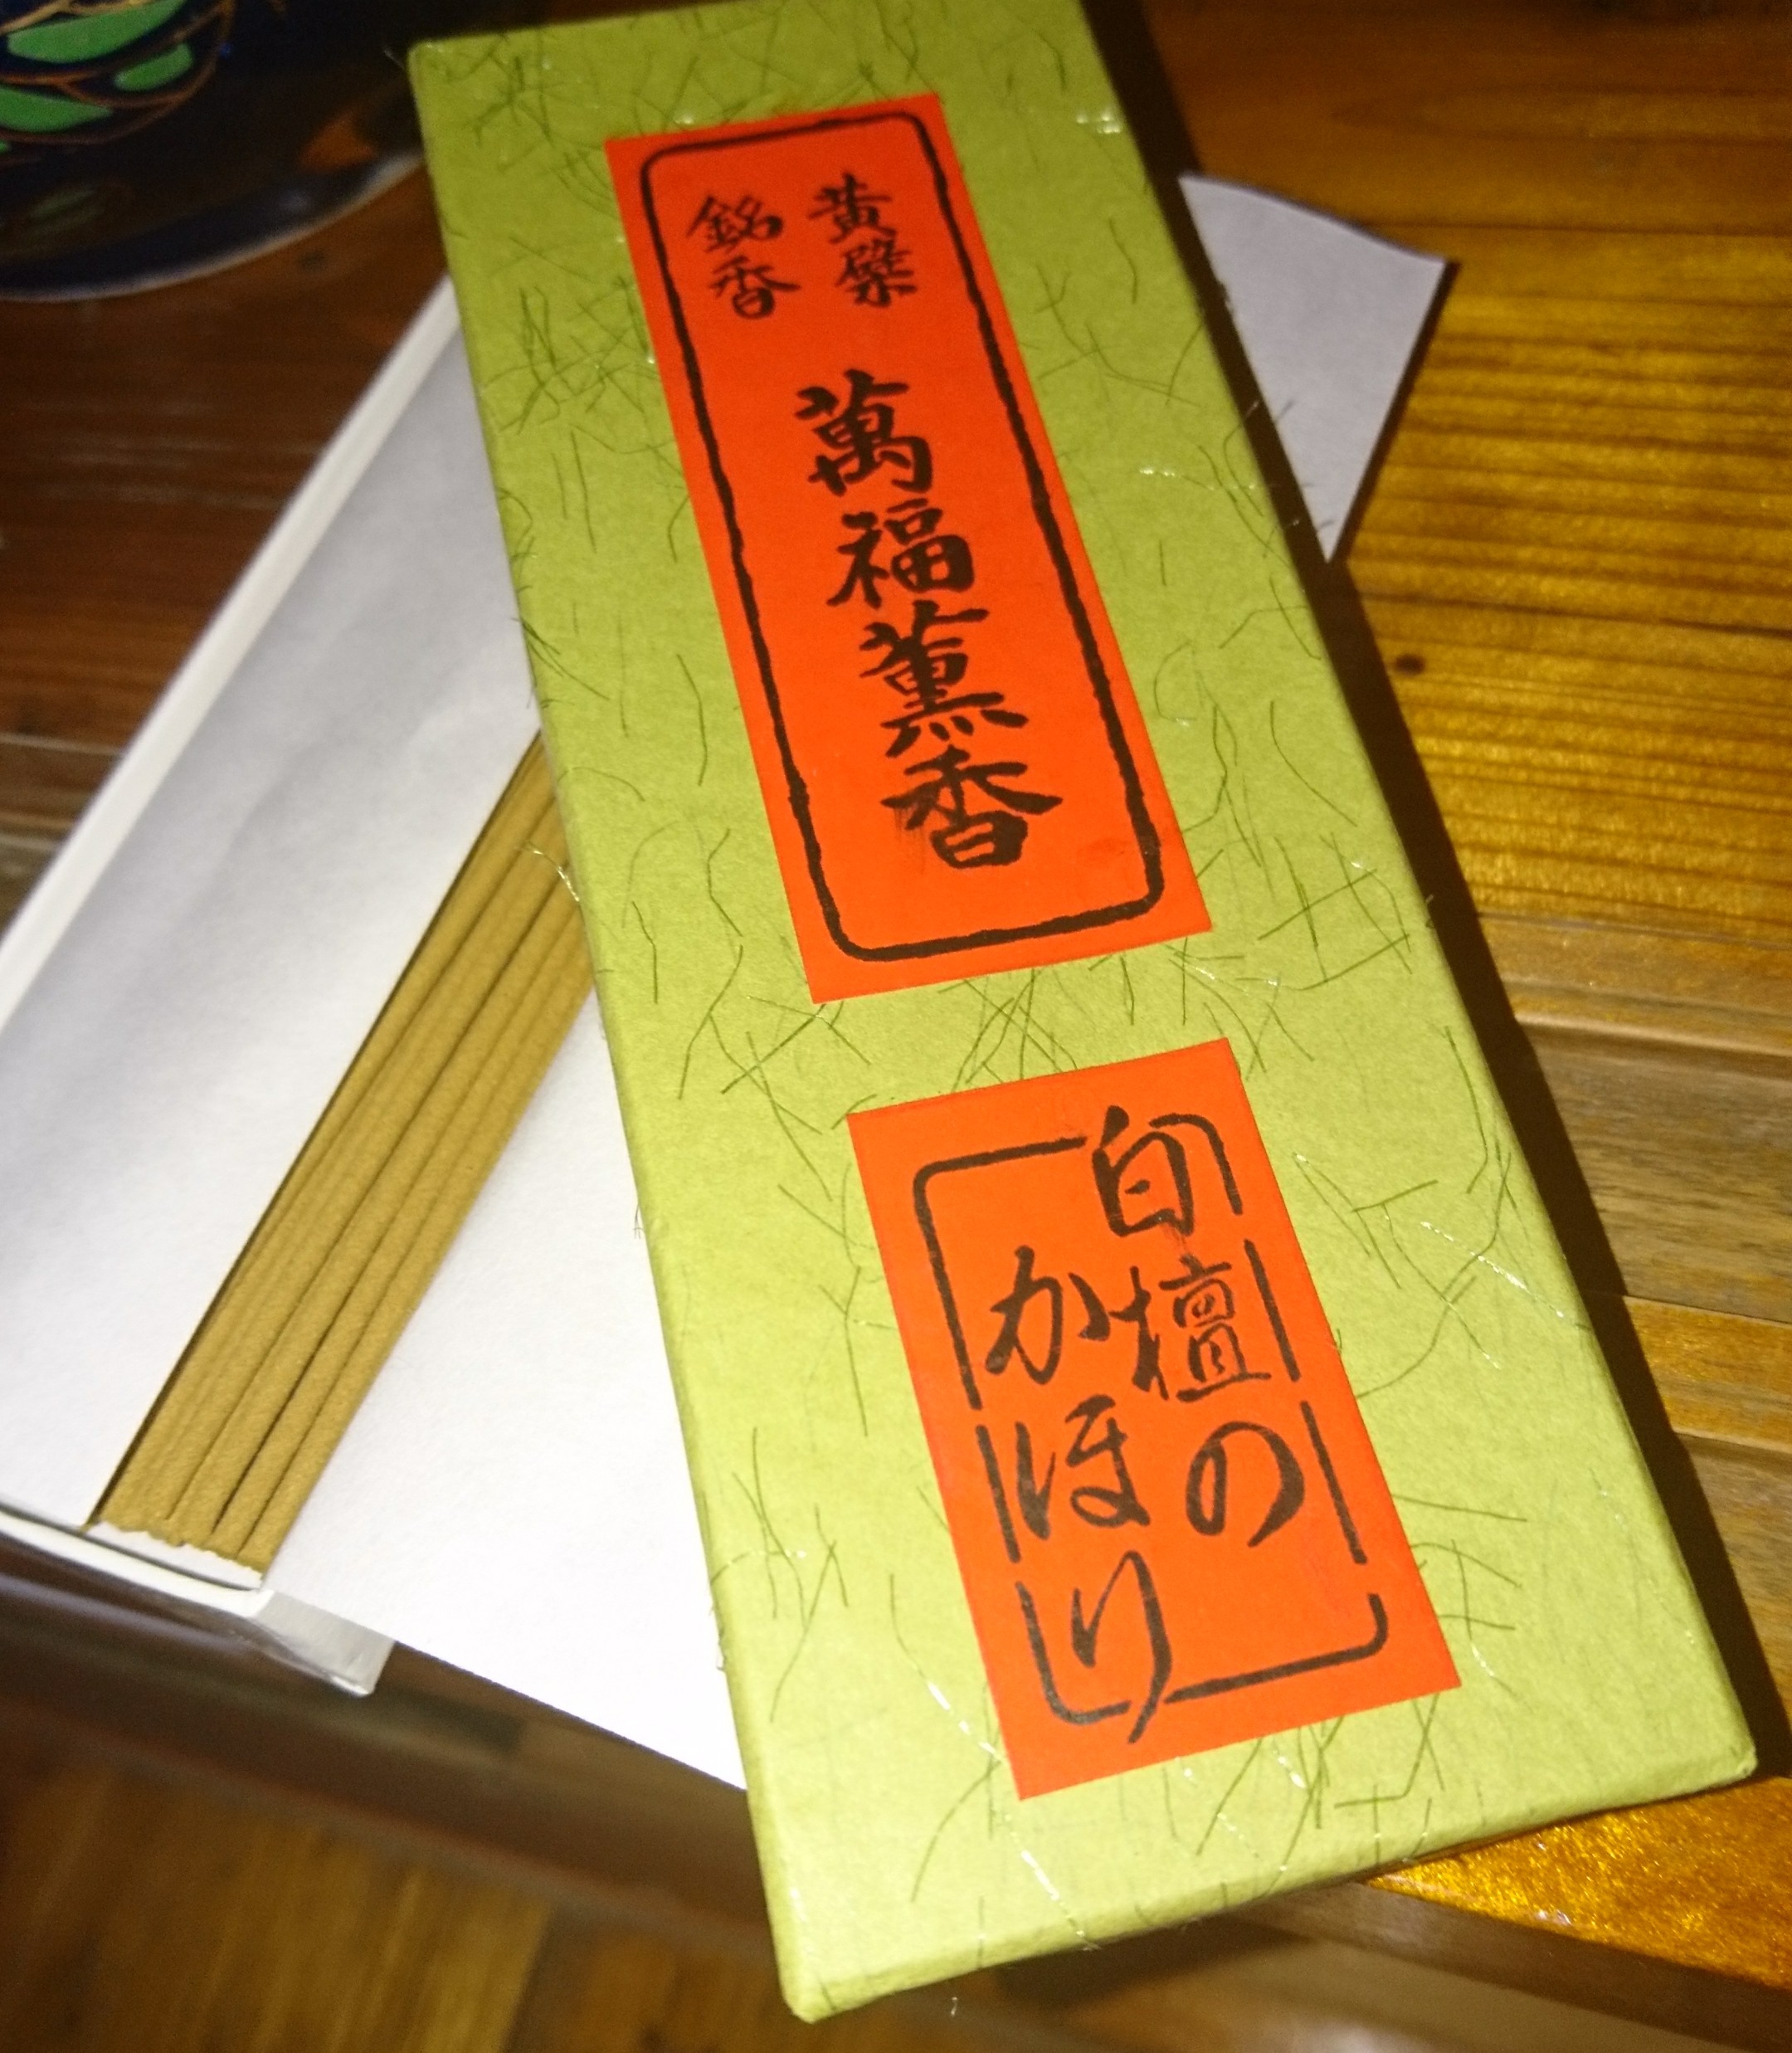 黄檗
銘香
萬福薫香
白檀の
かほり